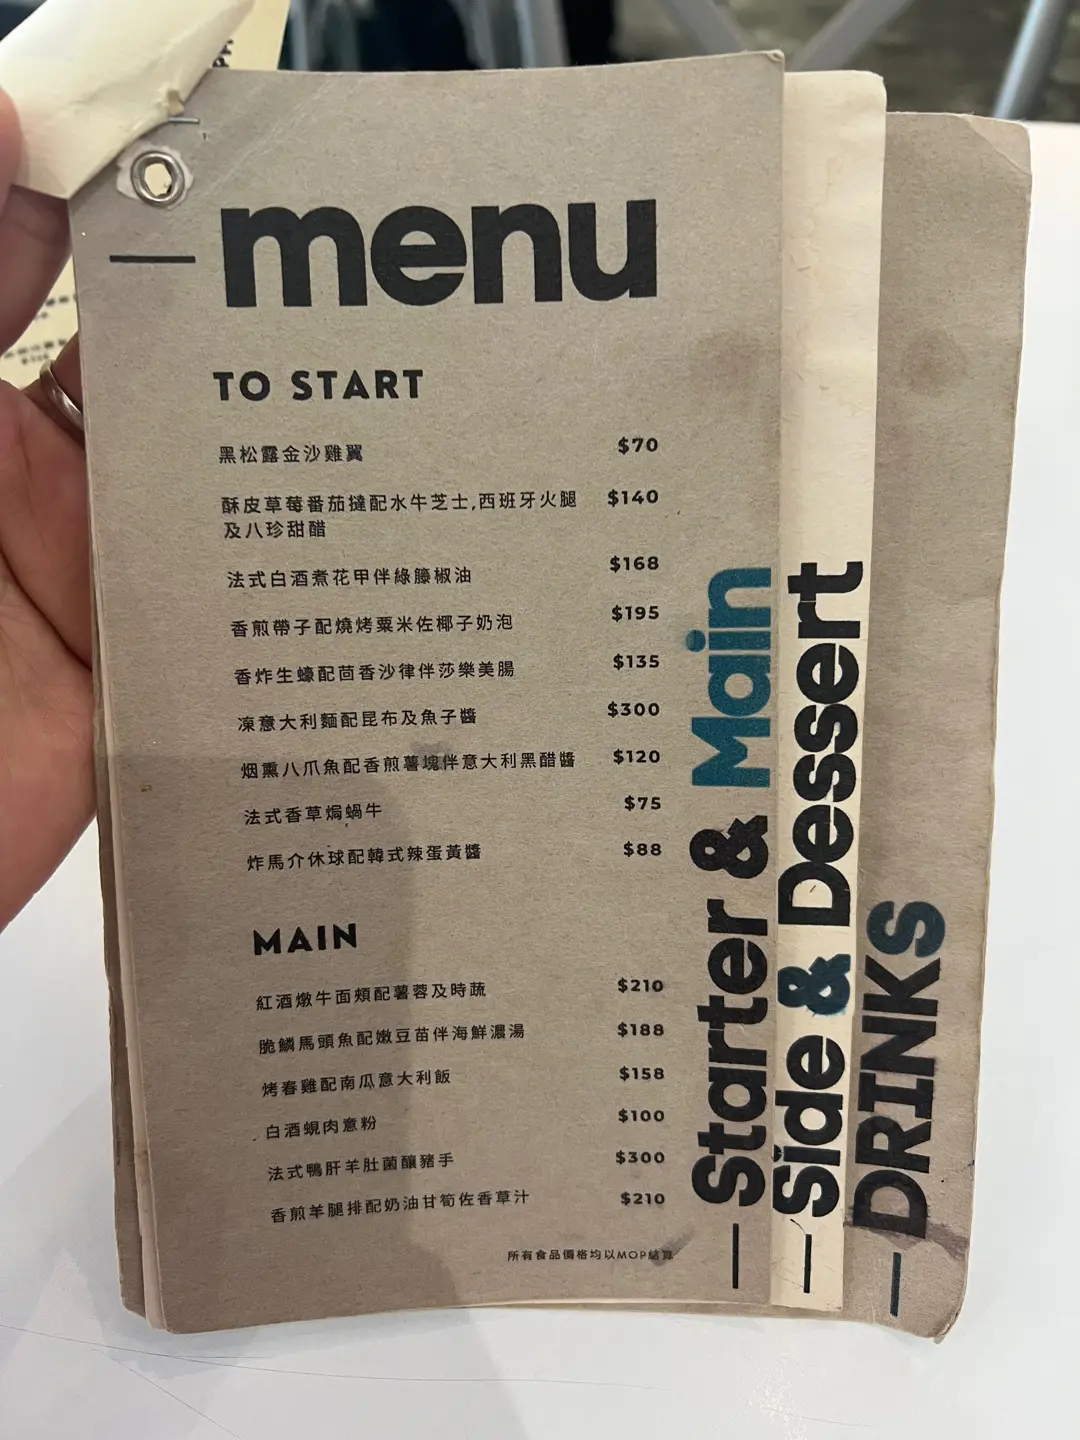 menu
TO START
黑松露金沙雞翼 $70
酥皮草莓番茄撻配水牛芝士,西班牙火腿 $140
及八珍甜醋
法式白酒煮花甲伴綠籐椒油 $168
香煎帶子配燒烤粟米佐椰子奶泡 $195
香炸生蠔配茴香沙律伴莎樂美腸 $135
凍意大利麵配昆布及魚子醬 $300
烟熏八爪魚配香煎薯塊伴意大利黑醋醬 $120
法式香草焗蝸牛 $75
炸馬介休球配韓式辣蛋黃醬 $88
MAIN
紅酒燉牛面頰配薯蓉及時蔬 $210
脆鱗馬頭魚配嫩豆苗伴海鮮濃湯 $188
烤春雞配南瓜意大利飯 $158
白酒蜆肉意粉 $100
法式鴨肝羊肚菌釀豬手 $300
香煎羊腿排配奶油甘筍佐香草汁 $210
所有食品價格均以MOP結算
Starter & Main
Side & Dessert
DRINKS